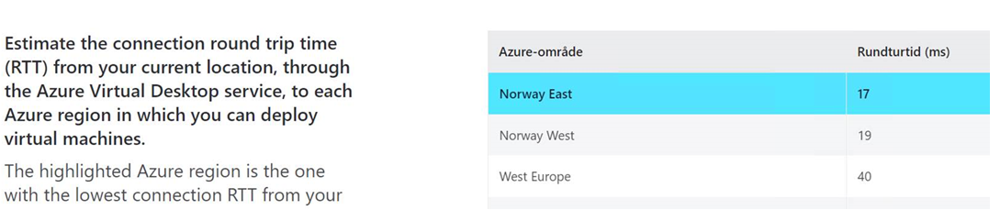 Estimate the connection round trip time
(RTT) from your current location, through
the Azure Virtual Desktop service, to each
Azure region in which you can deploy
virtual machines.
The highlighted Azure region is the one
with the lowest connection RTT from your
Azure-område Rundturtid (ms)
Norway East 17
Norway West 19
West Europe 40